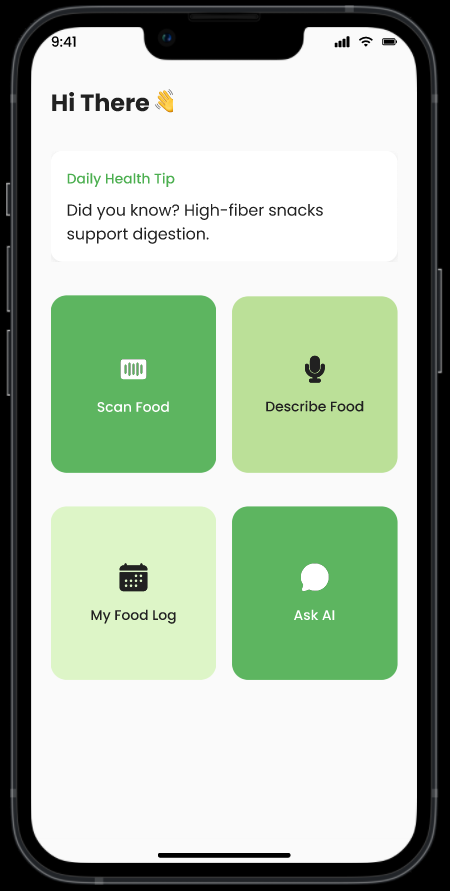 9:41
Hi There 👋
Daily Health Tip
Did you know? High-fiber snacks
support digestion.
Scan Food
Describe Food
My Food Log
Ask AI